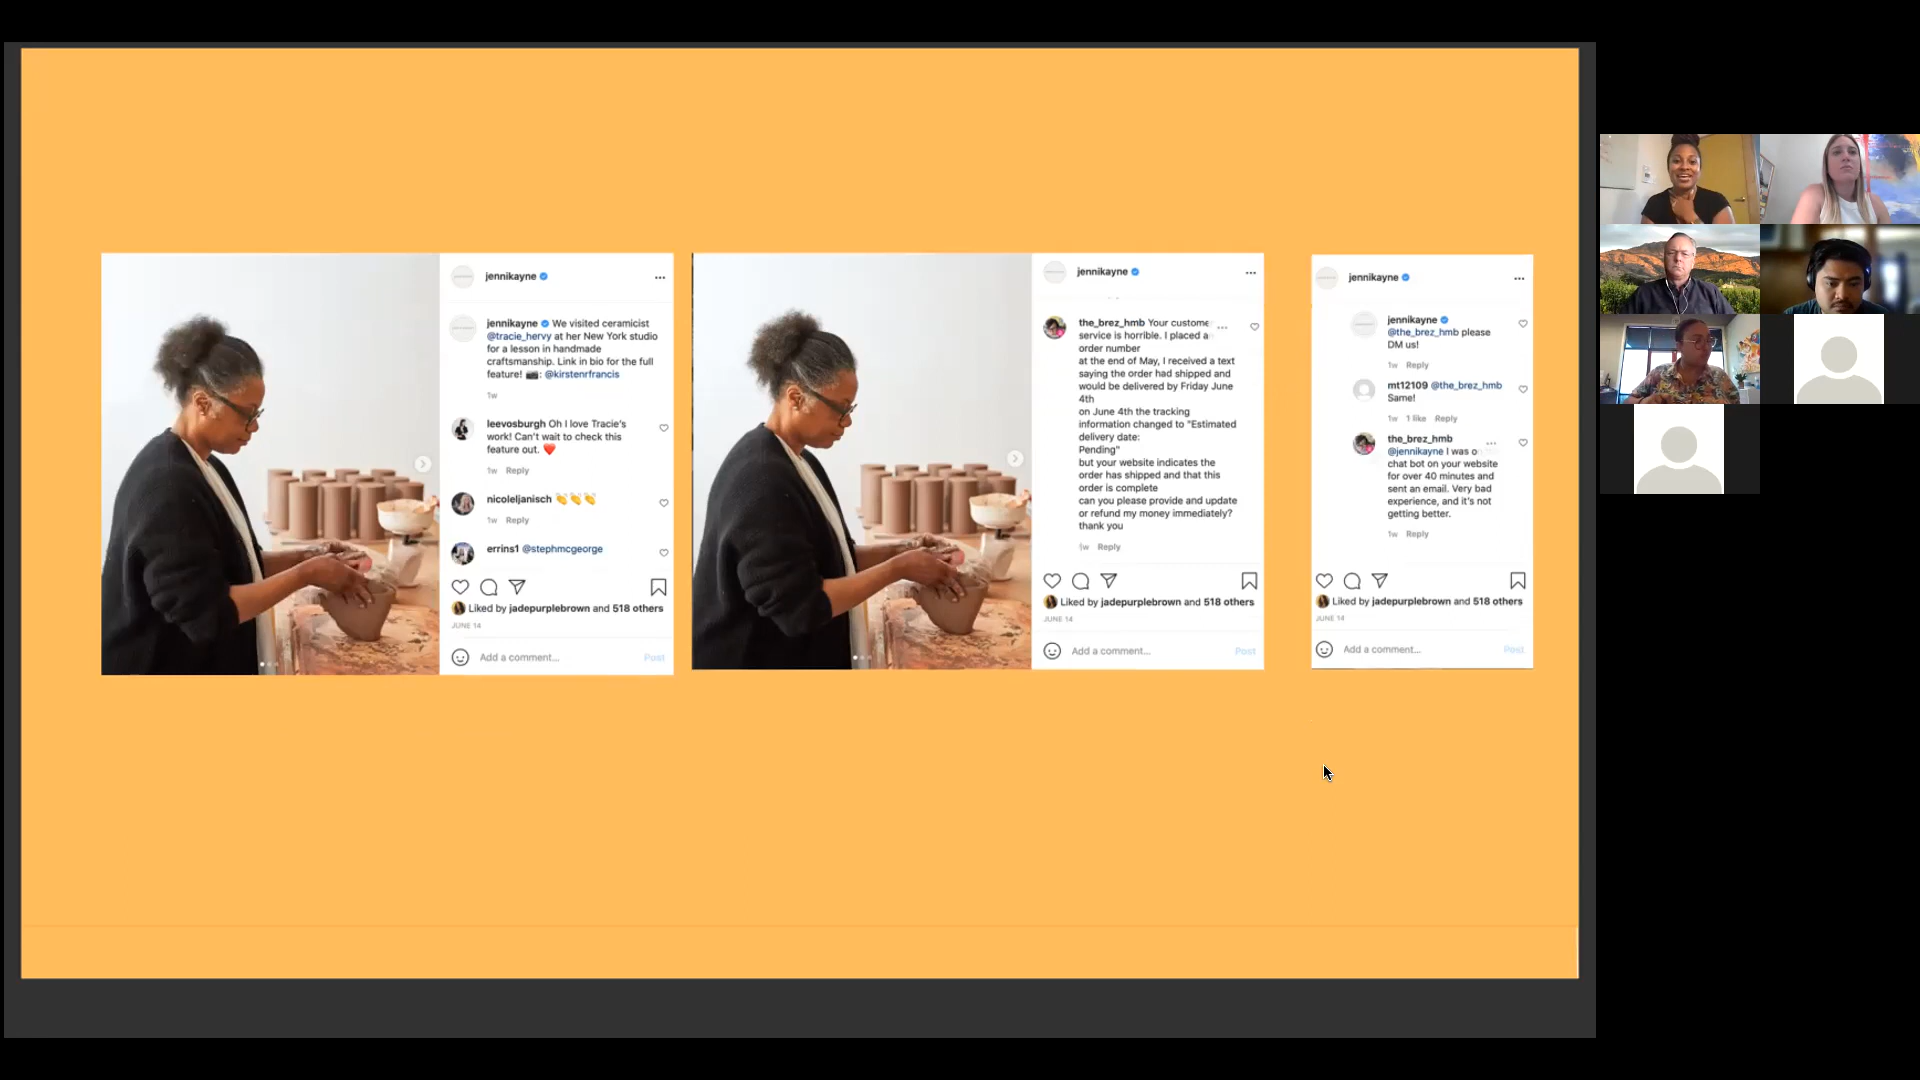 jennikayne
jennikayne We visited ceramicist
@tracie_hervy at her New York studio
for a lesson in handmade
craftsmanship. Link in bio for the full
feature! 📷: @kirstenrfrancis
1w
leevosburgh Oh I love Tracie's
work! Can't wait to check this
feature out. ❤️
1w Reply
nicoleljanisch 👏👏👏
1w Reply
errins1 @stephmcgeorge
Liked by jadepurplebrown and 518 others
JUNE 14
Add a comment... Post
jennikayne
the_brez_hmb Your custome
service is horrible. I placed a
order number
at the end of May, I received a text
saying the order had shipped and
would be delivered by Friday June
4th
on June 4th the tracking
information changed to "Estimated
delivery date:
Pending"
but your website indicates the
order has shipped and that this
order is complete
can you please provide and update
or refund my money immediately?
thank you
1w Reply
Liked by jadepurplebrown and 518 others
JUNE 14
Add a comment... Post
jennikayne
jennikayne
@the_brez_hmb please
DM us!
1w Reply
mt12109 @the_brez_hmb
Same!
1w 1 like Reply
the_brez_hmb
@jennikayne I was o
chat bot on your website
for over 40 minutes and
sent an email. Very bad
experience, and it's not
getting better.
1w Reply
Liked by jadepurplebrown and 518 others
JUNE 14
Add a comment... Post